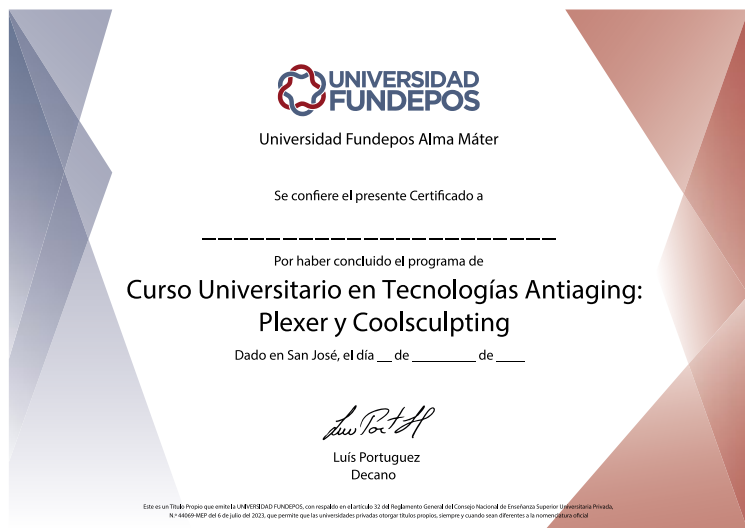 UNIVERSIDAD
FUNDEPOS
Universidad Fundepos Alma Máter
Se confiere el presente Certificado a
_______________________
Por haber concluido el programa de
Curso Universitario en Tecnologías Antiaging:
Plexer y Coolsculpting
Dado en San José, el día __ de ________ de ____
Luís Portuguez
Decano
Este es un Título Propio que emite la UNIVERSIDAD FUNDEPOS, con respaldo en el artículo 32 del Reglamento General del Consejo Nacional de Enseñanza Superior Universitaria Privada,
N.º 44069-MEP del 6 de julio del 2023, que permite que las universidades privadas otorgar títulos propios, siempre y cuando sean diferentes a la nomenclatura oficial